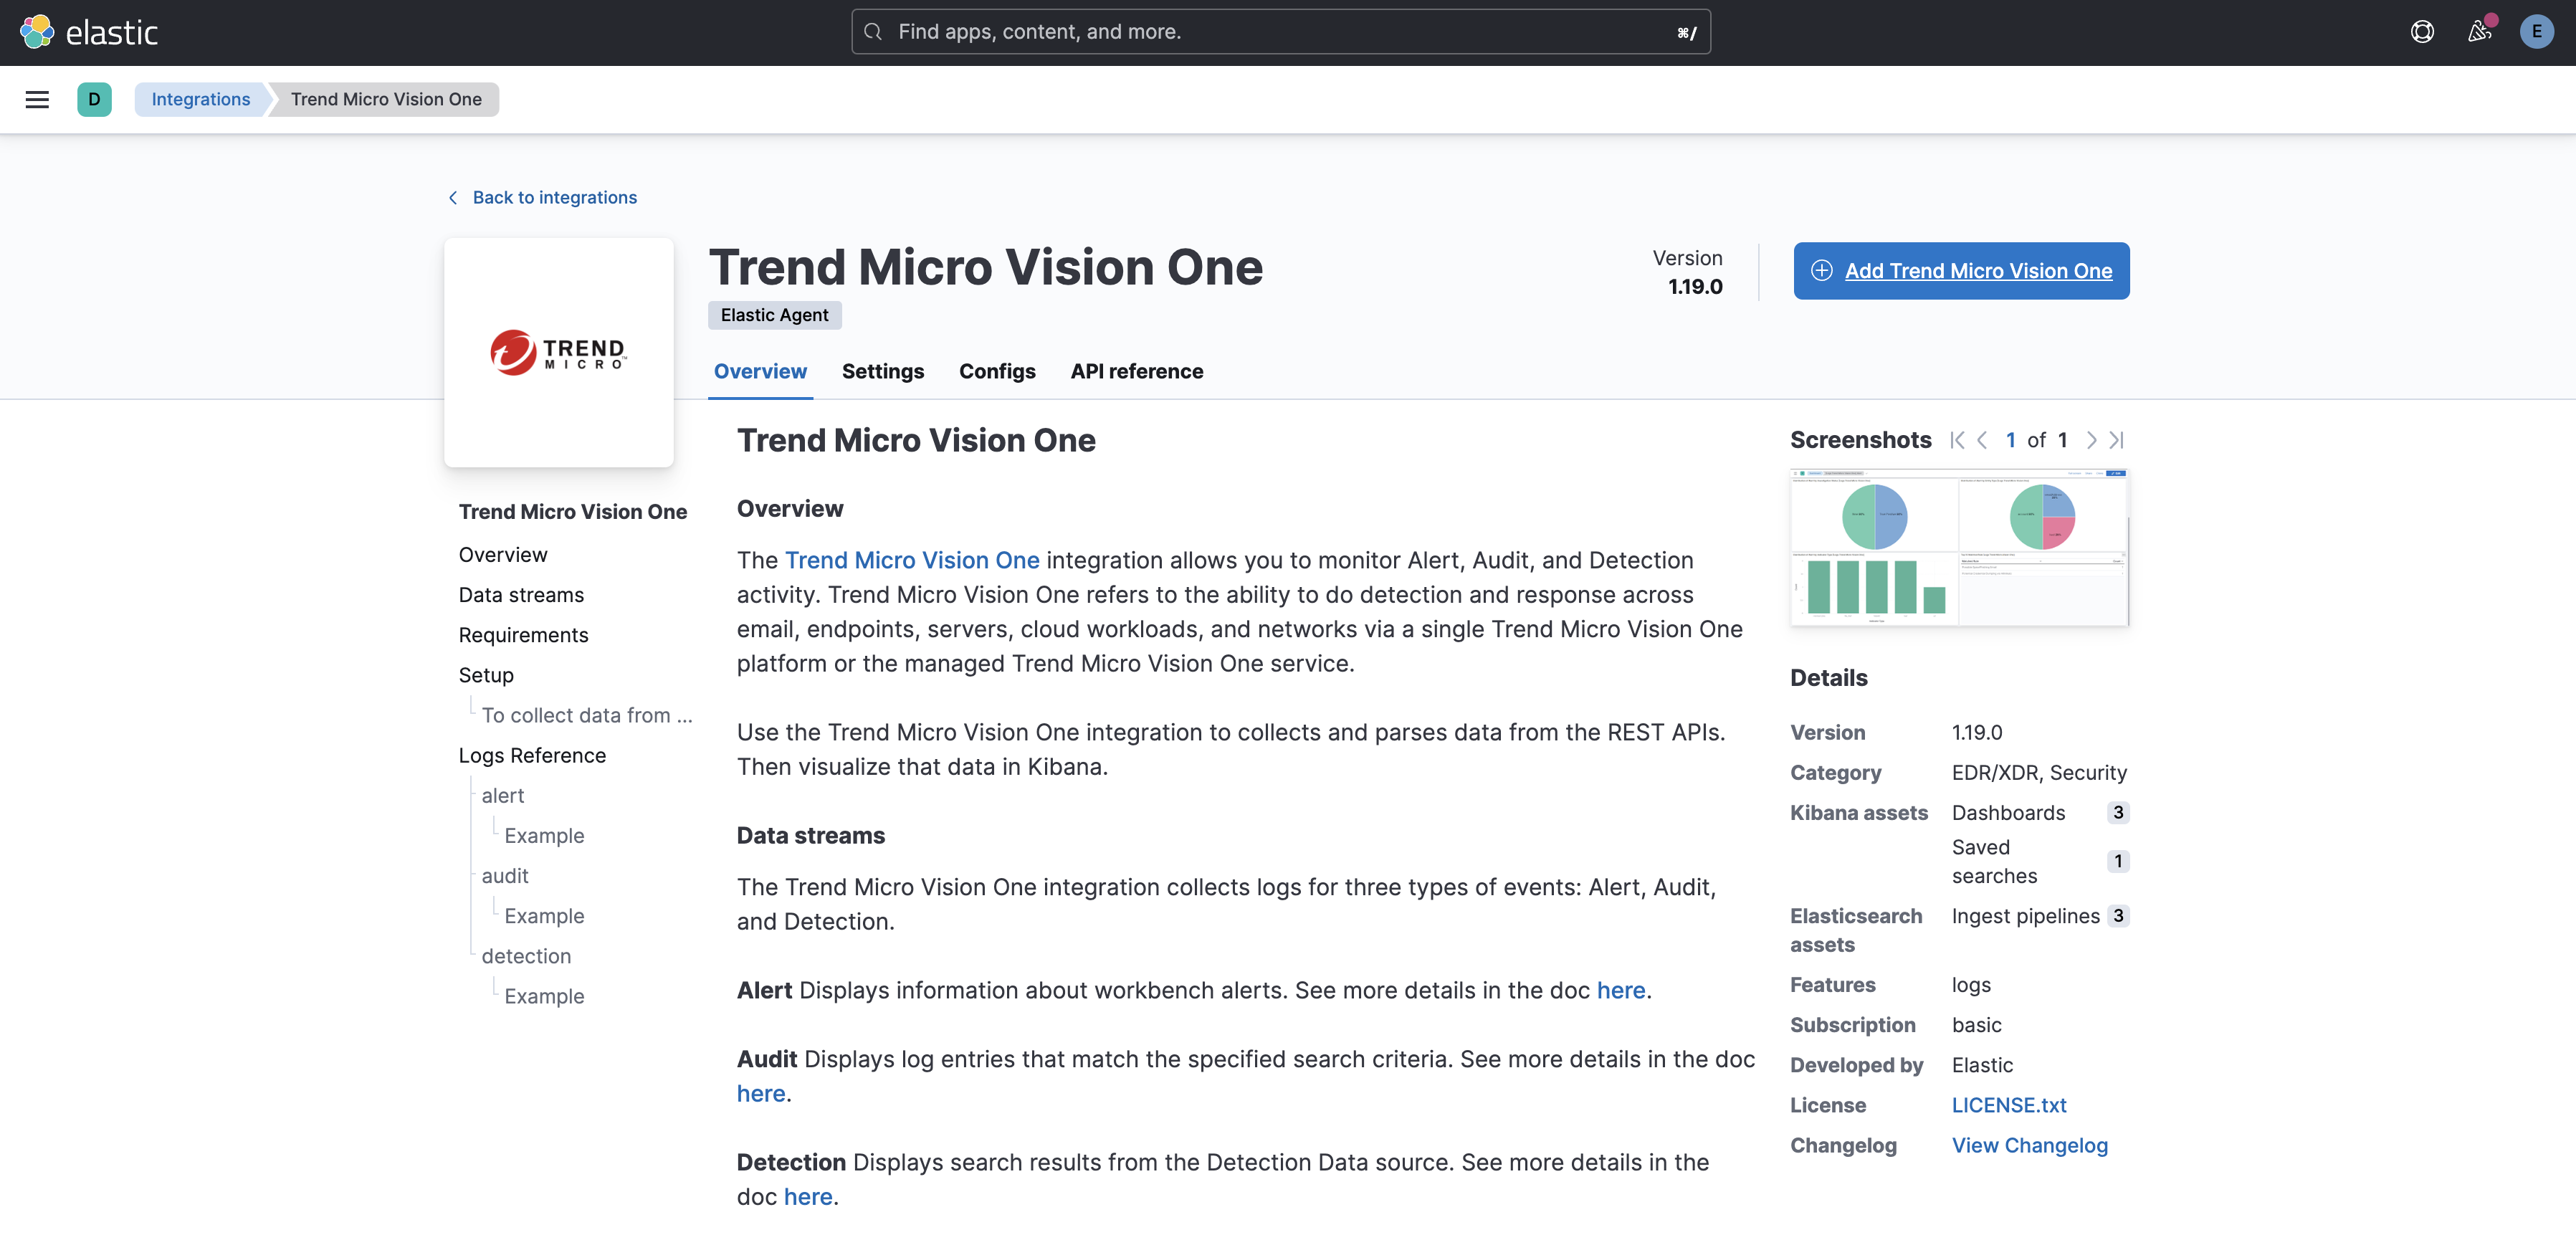 elastic
Find apps, content, and more.
⌘/
E
D
Integrations
Trend Micro Vision One
Back to integrations
TREND
MICRO
Trend Micro Vision One
Elastic Agent
Version
1.19.0
Add Trend Micro Vision One
Overview
Settings
Configs
API reference
Trend Micro Vision One
Overview
Data streams
Requirements
Setup
To collect data from ...
Logs Reference
alert
Example
audit
Example
detection
Example
Trend Micro Vision One
Overview
The Trend Micro Vision One integration allows you to monitor Alert, Audit, and Detection
activity. Trend Micro Vision One refers to the ability to do detection and response across
email, endpoints, servers, cloud workloads, and networks via a single Trend Micro Vision One
platform or the managed Trend Micro Vision One service.
Use the Trend Micro Vision One integration to collects and parses data from the REST APIs.
Then visualize that data in Kibana.
Data streams
The Trend Micro Vision One integration collects logs for three types of events: Alert, Audit,
and Detection.
Alert Displays information about workbench alerts. See more details in the doc here.
Audit Displays log entries that match the specified search criteria. See more details in the doc
here.
Detection Displays search results from the Detection Data source. See more details in the
doc here.
Screenshots
1 of 1
Details
Version 1.19.0
Category EDR/XDR, Security
Kibana assets Dashboards 3
Saved
searches 1
Elasticsearch
assets Ingest pipelines 3
Features logs
Subscription basic
Developed by Elastic
License LICENSE.txt
Changelog View Changelog